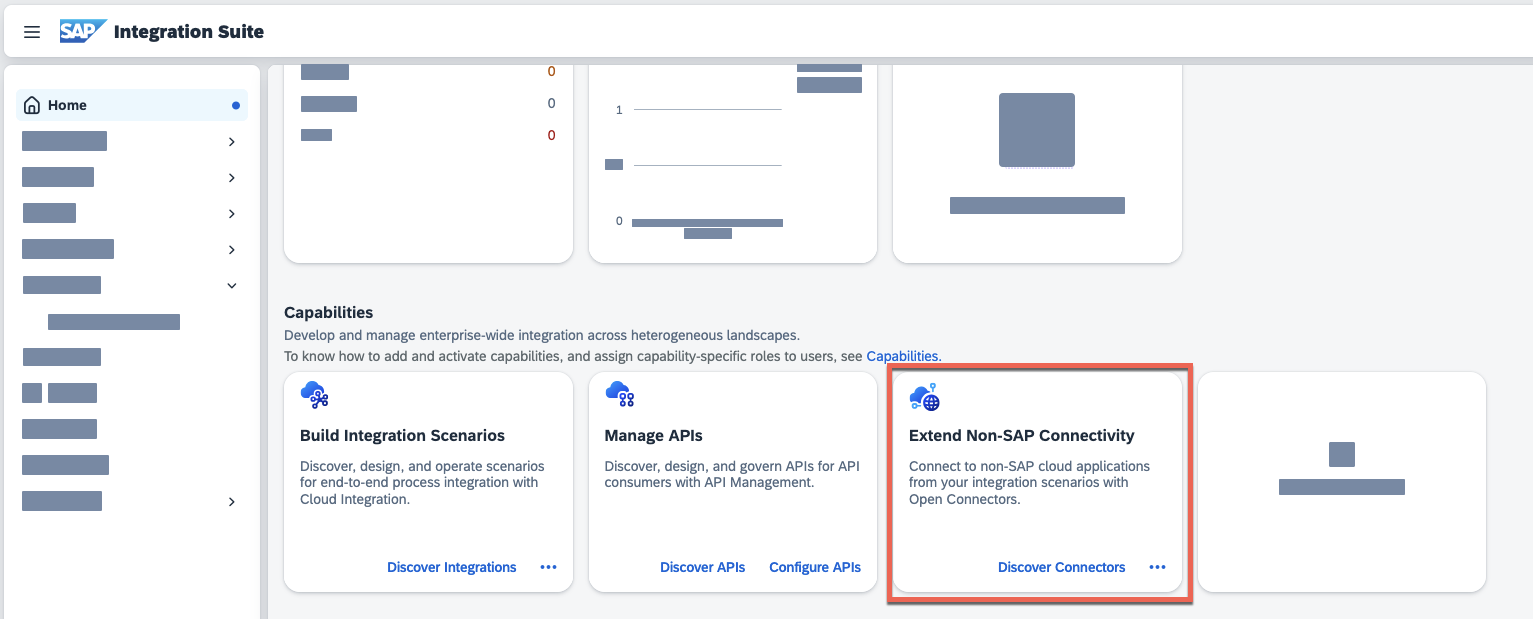 SAP Integration Suite
Home
0
0
0
1
0
Capabilities
Develop and manage enterprise-wide integration across heterogeneous landscapes.
To know how to add and activate capabilities, and assign capability-specific roles to users, see Capabilities.
Build Integration Scenarios
Discover, design, and operate scenarios
for end-to-end process integration with
Cloud Integration.
Discover Integrations
Manage APIs
Discover, design, and govern APIs for API
consumers with API Management.
Discover APIs Configure APIs
Extend Non-SAP Connectivity
Connect to non-SAP cloud applications
from your integration scenarios with
Open Connectors.
Discover Connectors